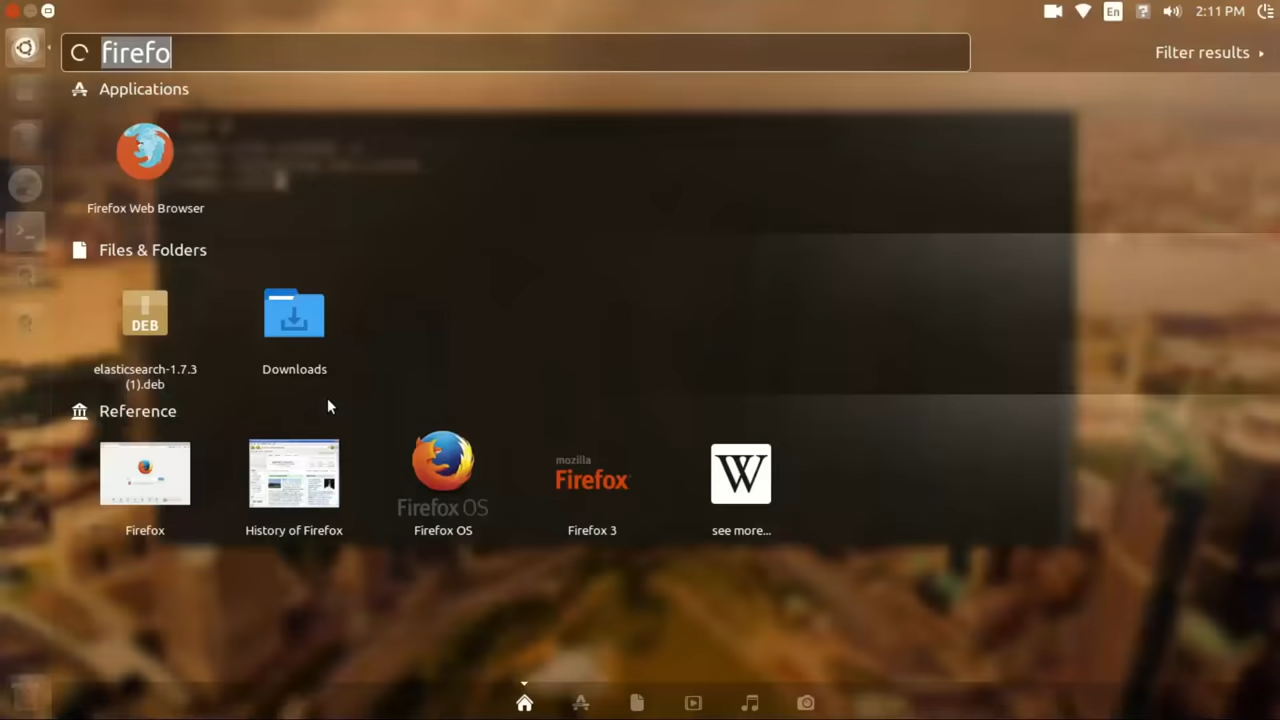 En
2:11 PM
firefo
Filter results
Applications
Firefox Web Browser
Files & Folders
DEB
elasticsearch-1.7.3
(1).deb
Downloads
Reference
Firefox OS
mozilla
Firefox
W
Firefox
History of Firefox
Firefox OS
Firefox 3
see more...